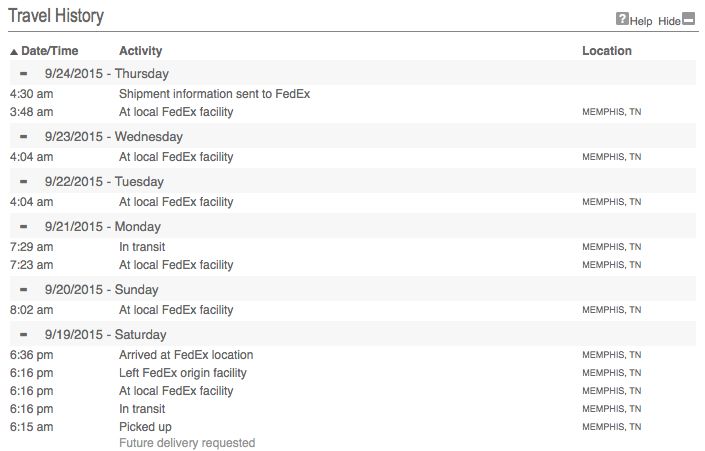 Travel History
? Help Hide
Date/Time Activity Location
9/24/2015 - Thursday
4:30 am Shipment information sent to FedEx
3:48 am At local FedEx facility MEMPHIS, TN
9/23/2015 - Wednesday
4:04 am At local FedEx facility MEMPHIS, TN
9/22/2015 - Tuesday
4:04 am At local FedEx facility MEMPHIS, TN
9/21/2015 - Monday
7:29 am In transit MEMPHIS, TN
7:23 am At local FedEx facility MEMPHIS, TN
9/20/2015 - Sunday
8:02 am At local FedEx facility MEMPHIS, TN
9/19/2015 - Saturday
6:36 pm Arrived at FedEx location MEMPHIS, TN
6:16 pm Left FedEx origin facility MEMPHIS, TN
6:16 pm At local FedEx facility MEMPHIS, TN
6:16 pm In transit MEMPHIS, TN
6:15 am Picked up MEMPHIS, TN
Future delivery requested